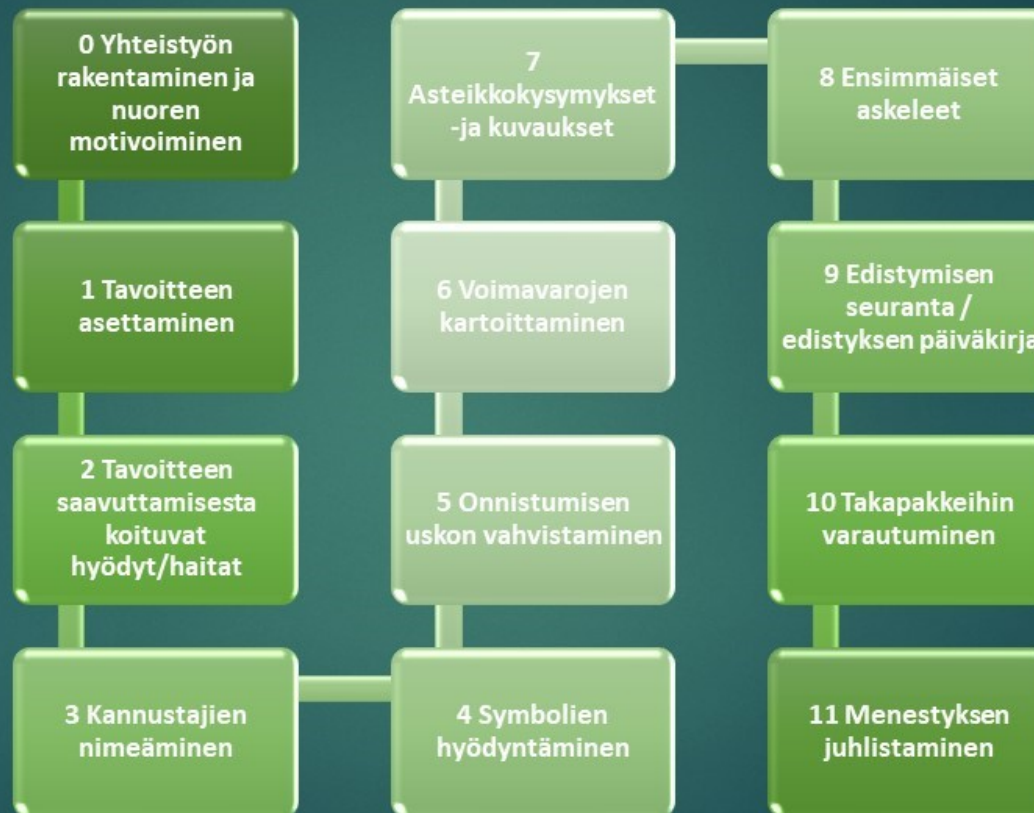 0 Yhteistyön
rakentaminen ja
nuoren
motivoiminen
1 Tavoitteen
asettaminen
2 Tavoitteen
saavuttamisesta
koituvat
hyödyt/haitat
3 Kannustajien
nimeäminen
4 Symbolien
hyödyntäminen
5 Onnistumisen
uskon vahvistaminen
6 Voimavarojen
kartoittaminen
7
Asteikkokysymykset
-ja kuvaukset
8 Ensimmäiset
askeleet
9 Edistymisen
seuranta /
edistyksen päiväkirja
10 Takapakkeihin
varautuminen
11 Menestyksen
juhlistaminen